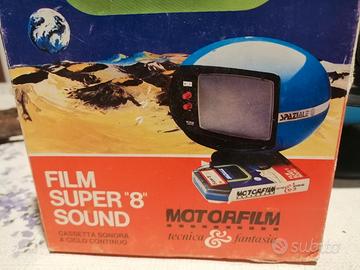 SPAZIALE
MOTORFILM
FILM
SUPER "8"
SOUND
CASSETTA SONORA
A CICLO CONTINUO
MOTORFILM
tecnica & fantasia
subito